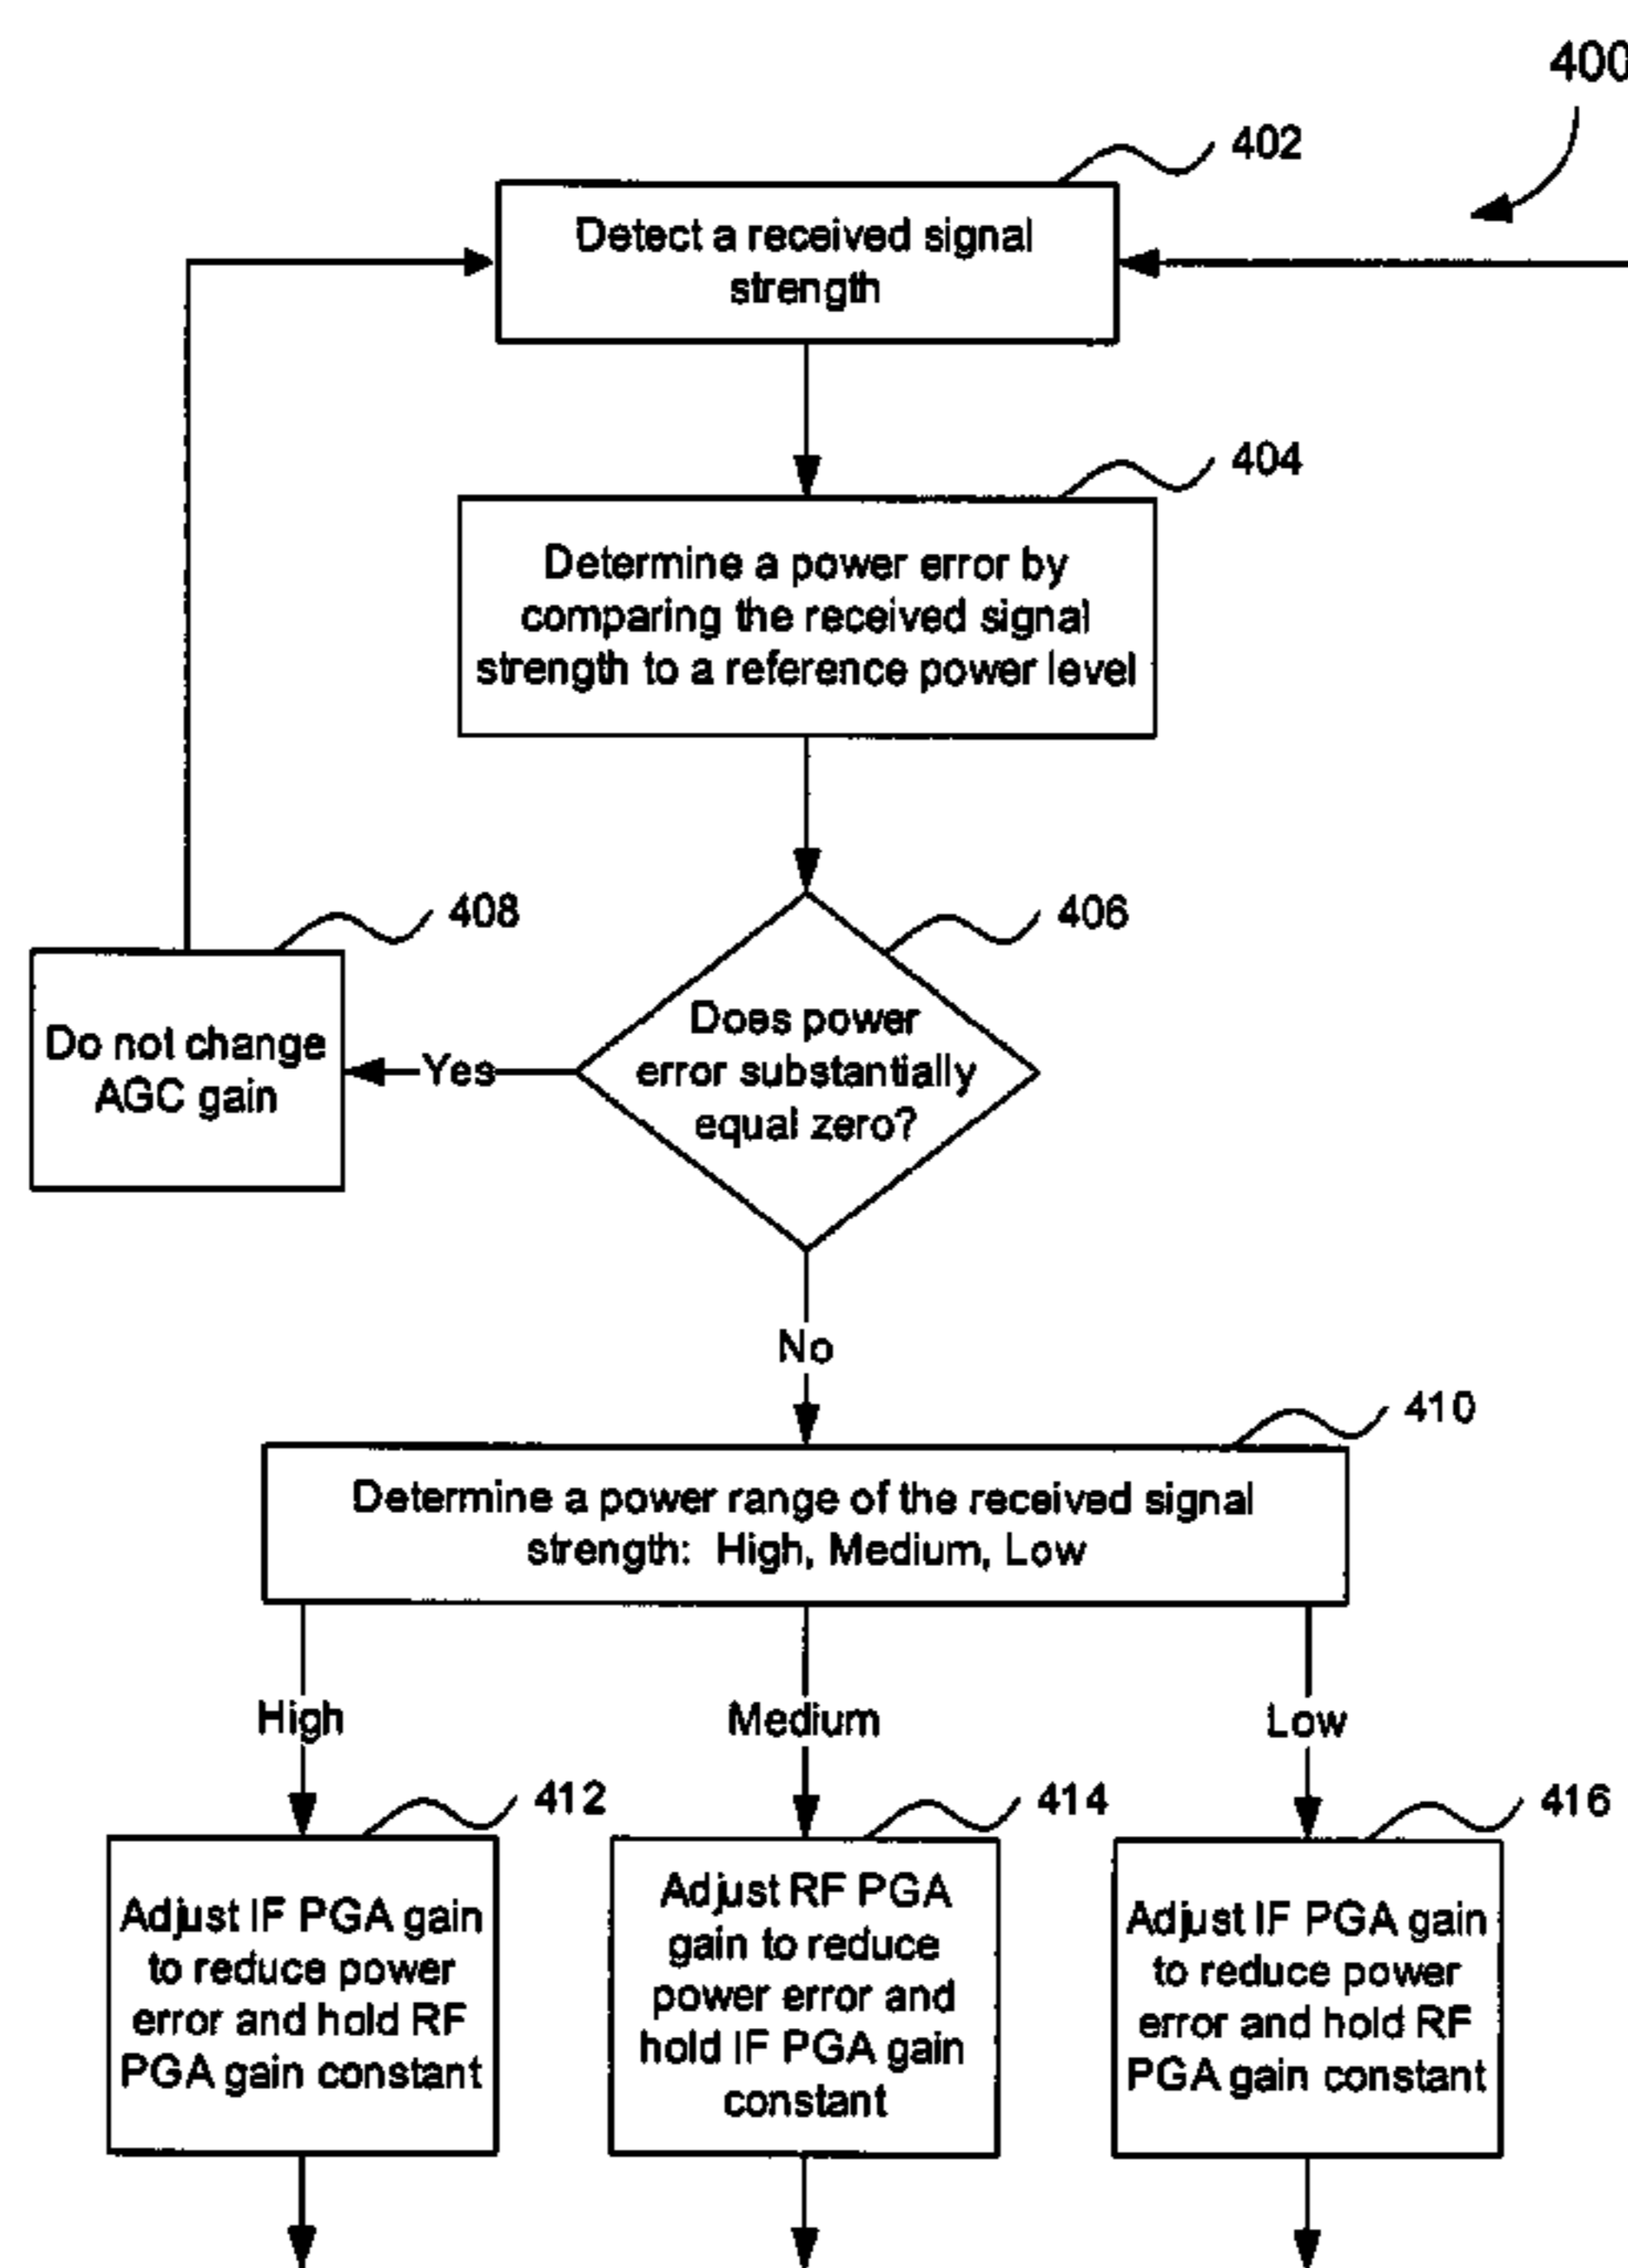 400
402
Detect a received signal
strength
404
Determine a power error by
comparing the received signal
strength to a reference power level
408
406
Do not change
AGC gain
Yes
Does power
error substantially
equal zero?
No
410
Determine a power range of the received signal
strength: High, Medium, Low
High
Medium
Low
412
414
416
Adjust IF PGA gain
to reduce power
error and hold RF
PGA gain constant
Adjust RF PGA
gain to reduce
power error and
hold IF PGA gain
constant
Adjust IF PGA gain
to reduce power
error and hold RF
PGA gain constant